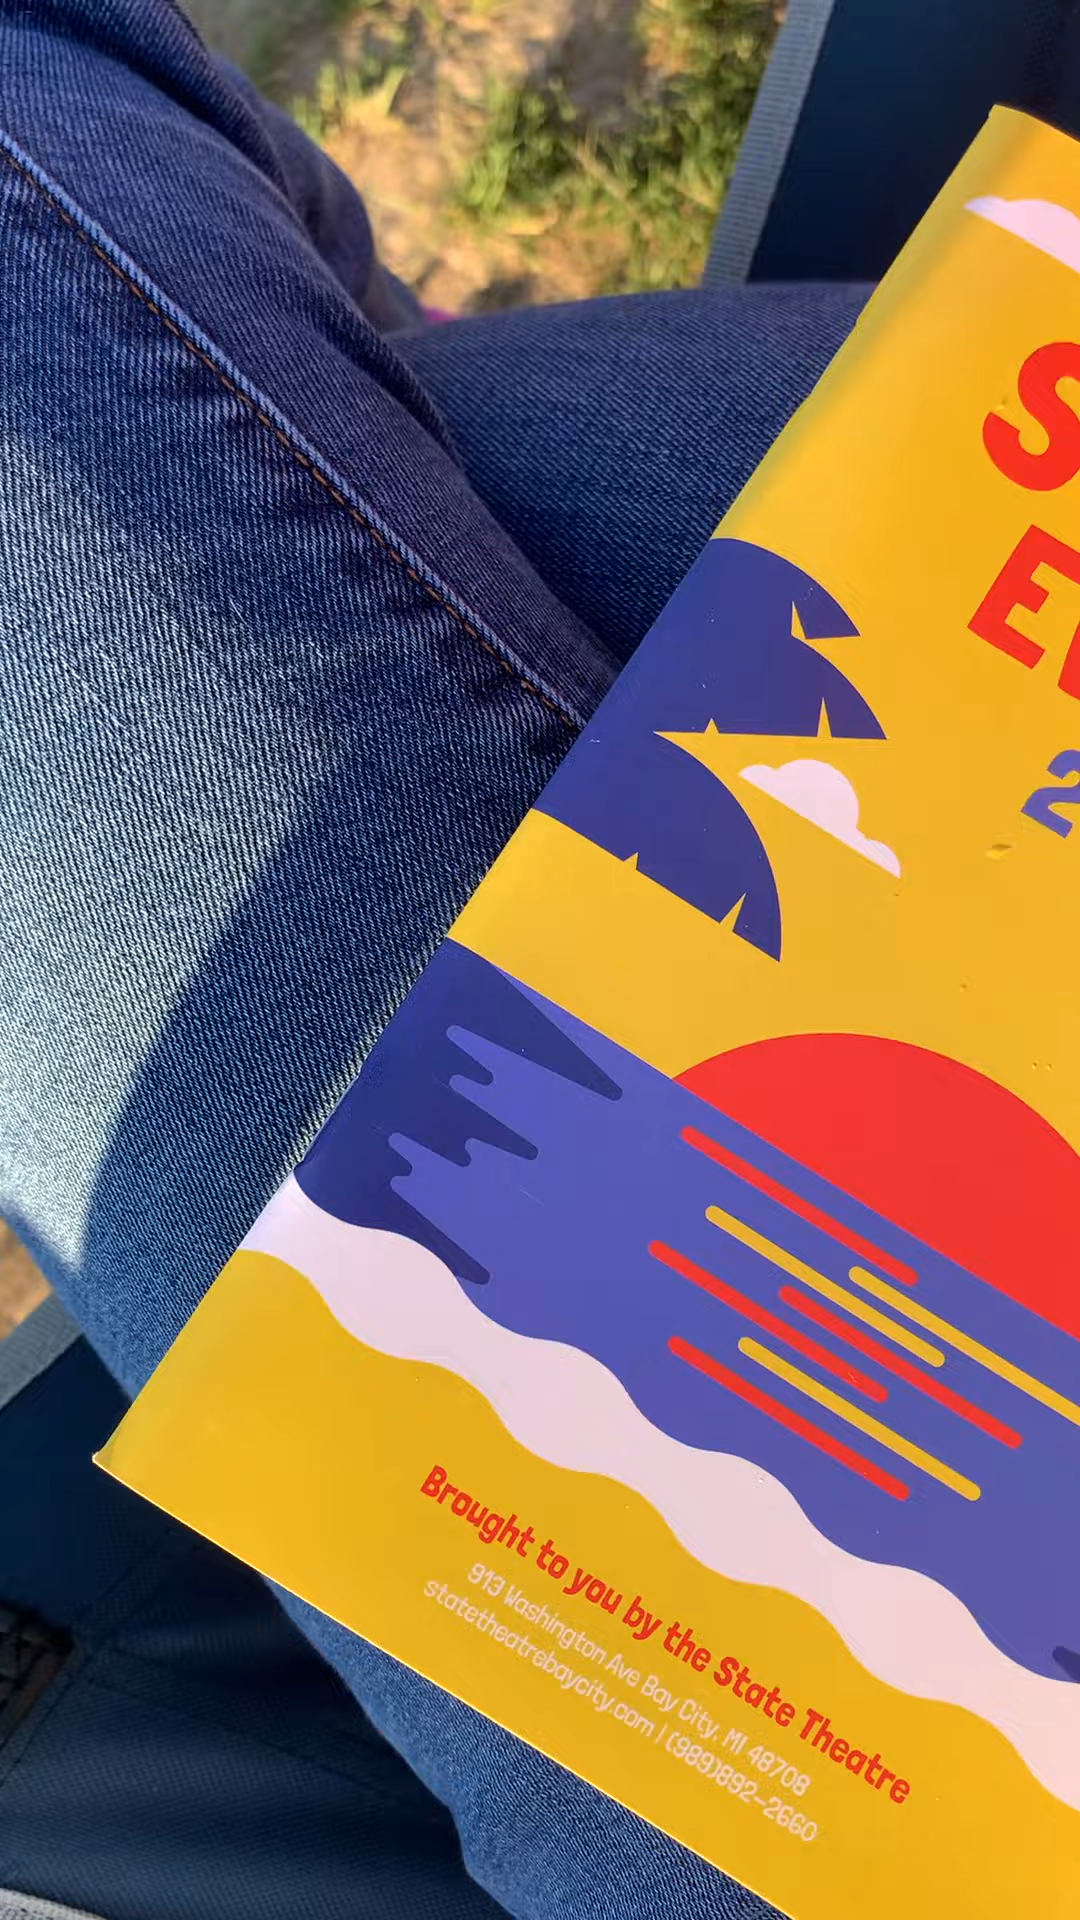 S
E
2
Brought to you by the State Theatre
913 Washington Ave Bay City, MI 48708
statetheatrebaycity.com | (989)892-2660